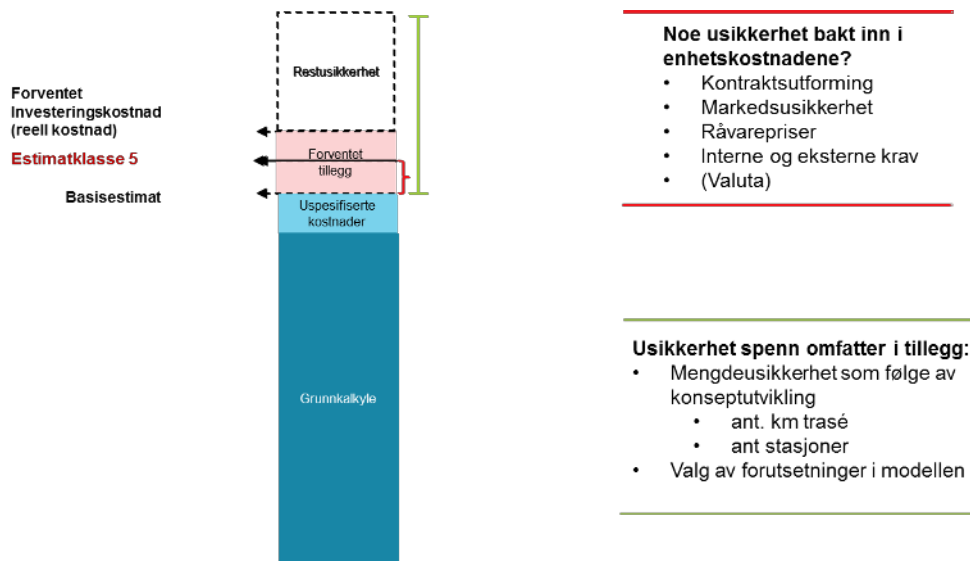 Restusikkerhet
Forventet
Investeringskostnad
(reell kostnad)
Estimatklasse 5
Forventet
tillegg
Basisestimat
Uspesifiserte
kostnader
Grunnkalkyle
Noe usikkerhet bakt inn i
enhetskostnadene?
• Kontraktsutforming
• Markedsusikkerhet
• Råvarepriser
• Interne og eksterne krav
• (Valuta)
Usikkerhet spenn omfatter i tillegg:
• Mengdeusikkerhet som følge av
konseptutvikling
• ant. km trasé
• ant stasjoner
• Valg av forutsetninger i modellen